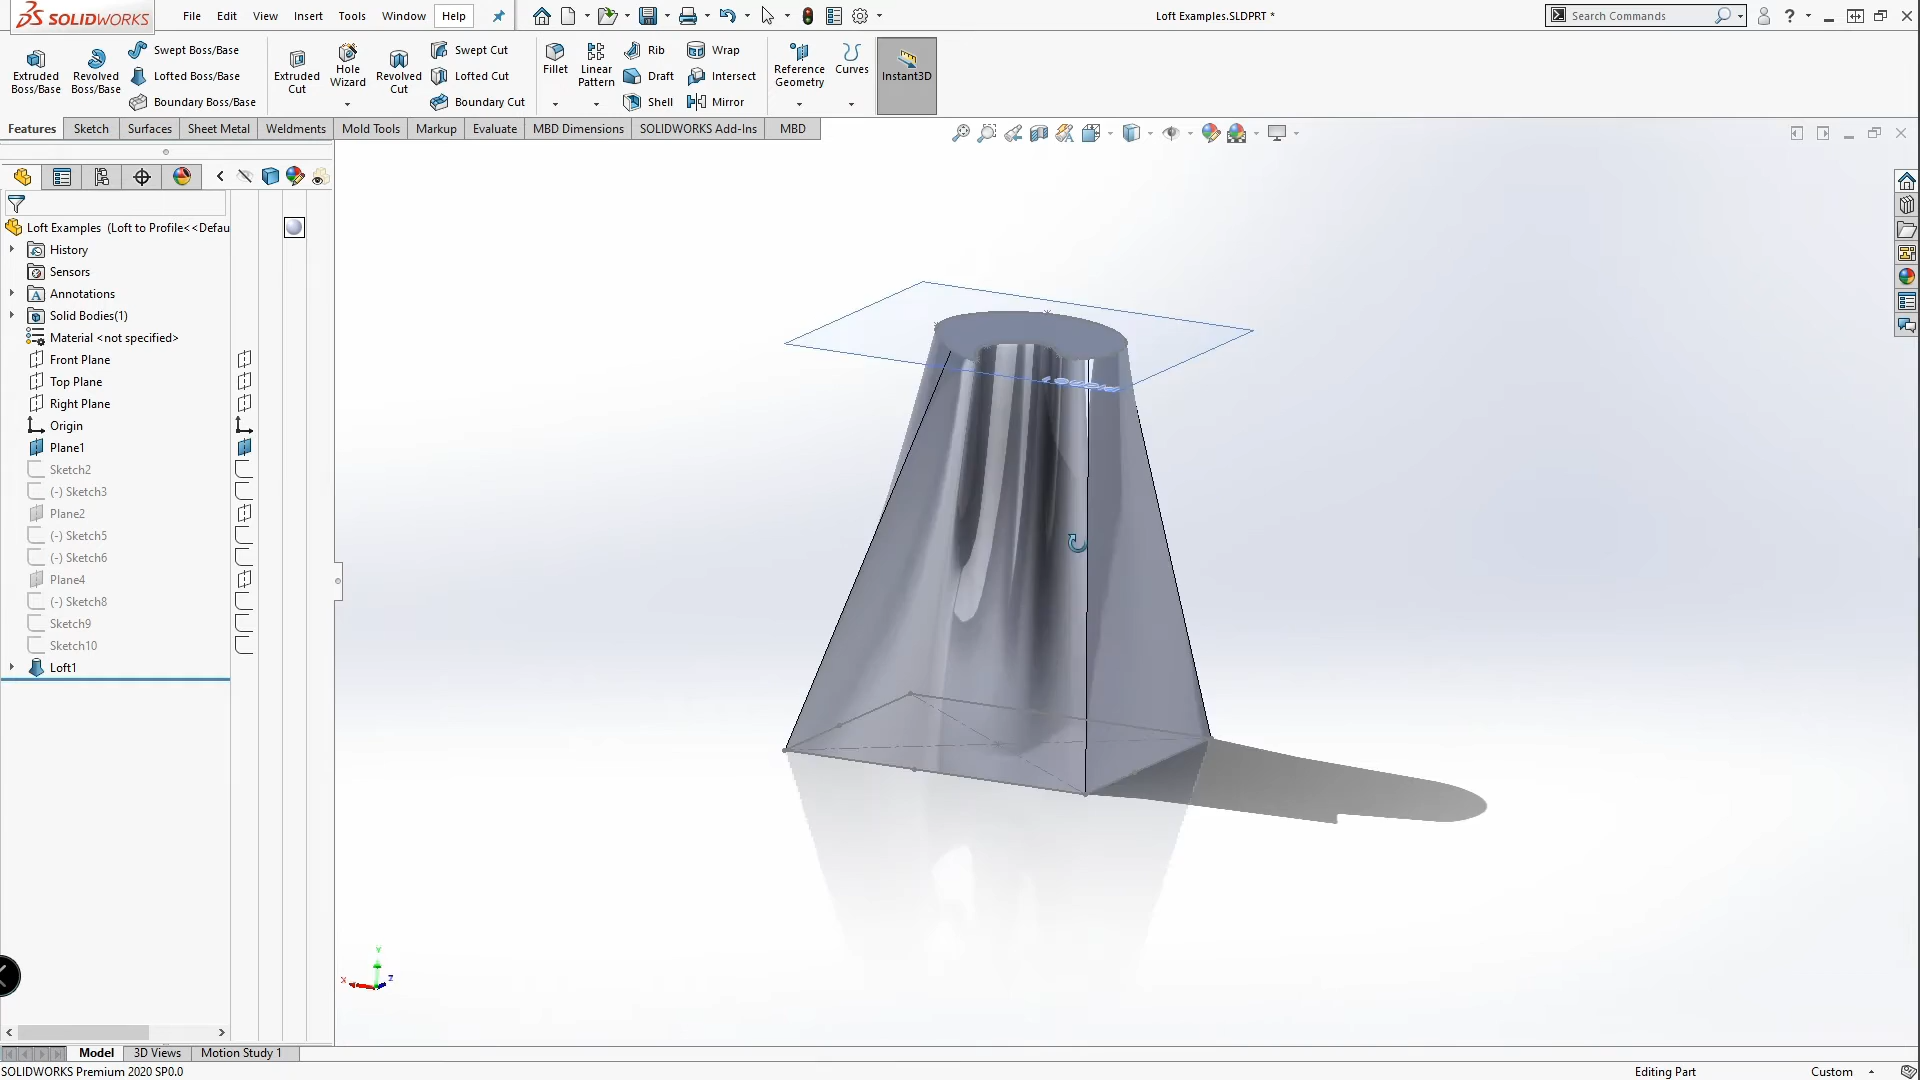 SOLIDWORKS
File Edit View Insert Tools Window Help
Loft Examples.SLDPRT *
Search Commands
Extruded Boss/Base
Revolved Boss/Base
Swept Boss/Base
Lofted Boss/Base
Boundary Boss/Base
Extruded Cut
Hole Wizard
Revolved Cut
Swept Cut
Lofted Cut
Boundary Cut
Fillet
Linear Pattern
Rib
Draft
Shell
Wrap
Intersect
Mirror
Reference Geometry
Curves
Instant3D
Features Sketch Surfaces Sheet Metal Weldments Mold Tools Markup Evaluate MBD Dimensions SOLIDWORKS Add-Ins MBD
Loft Examples (Loft to Profile<<Defau
History
Sensors
Annotations
Solid Bodies(1)
Material <not specified>
Front Plane
Top Plane
Right Plane
Origin
Plane1
Sketch2
(-) Sketch3
Plane2
(-) Sketch5
(-) Sketch6
Plane4
(-) Sketch8
Sketch9
Sketch10
Loft1
Y
X
Z
Model 3D Views Motion Study 1
SOLIDWORKS Premium 2020 SP0.0
Editing Part
Custom